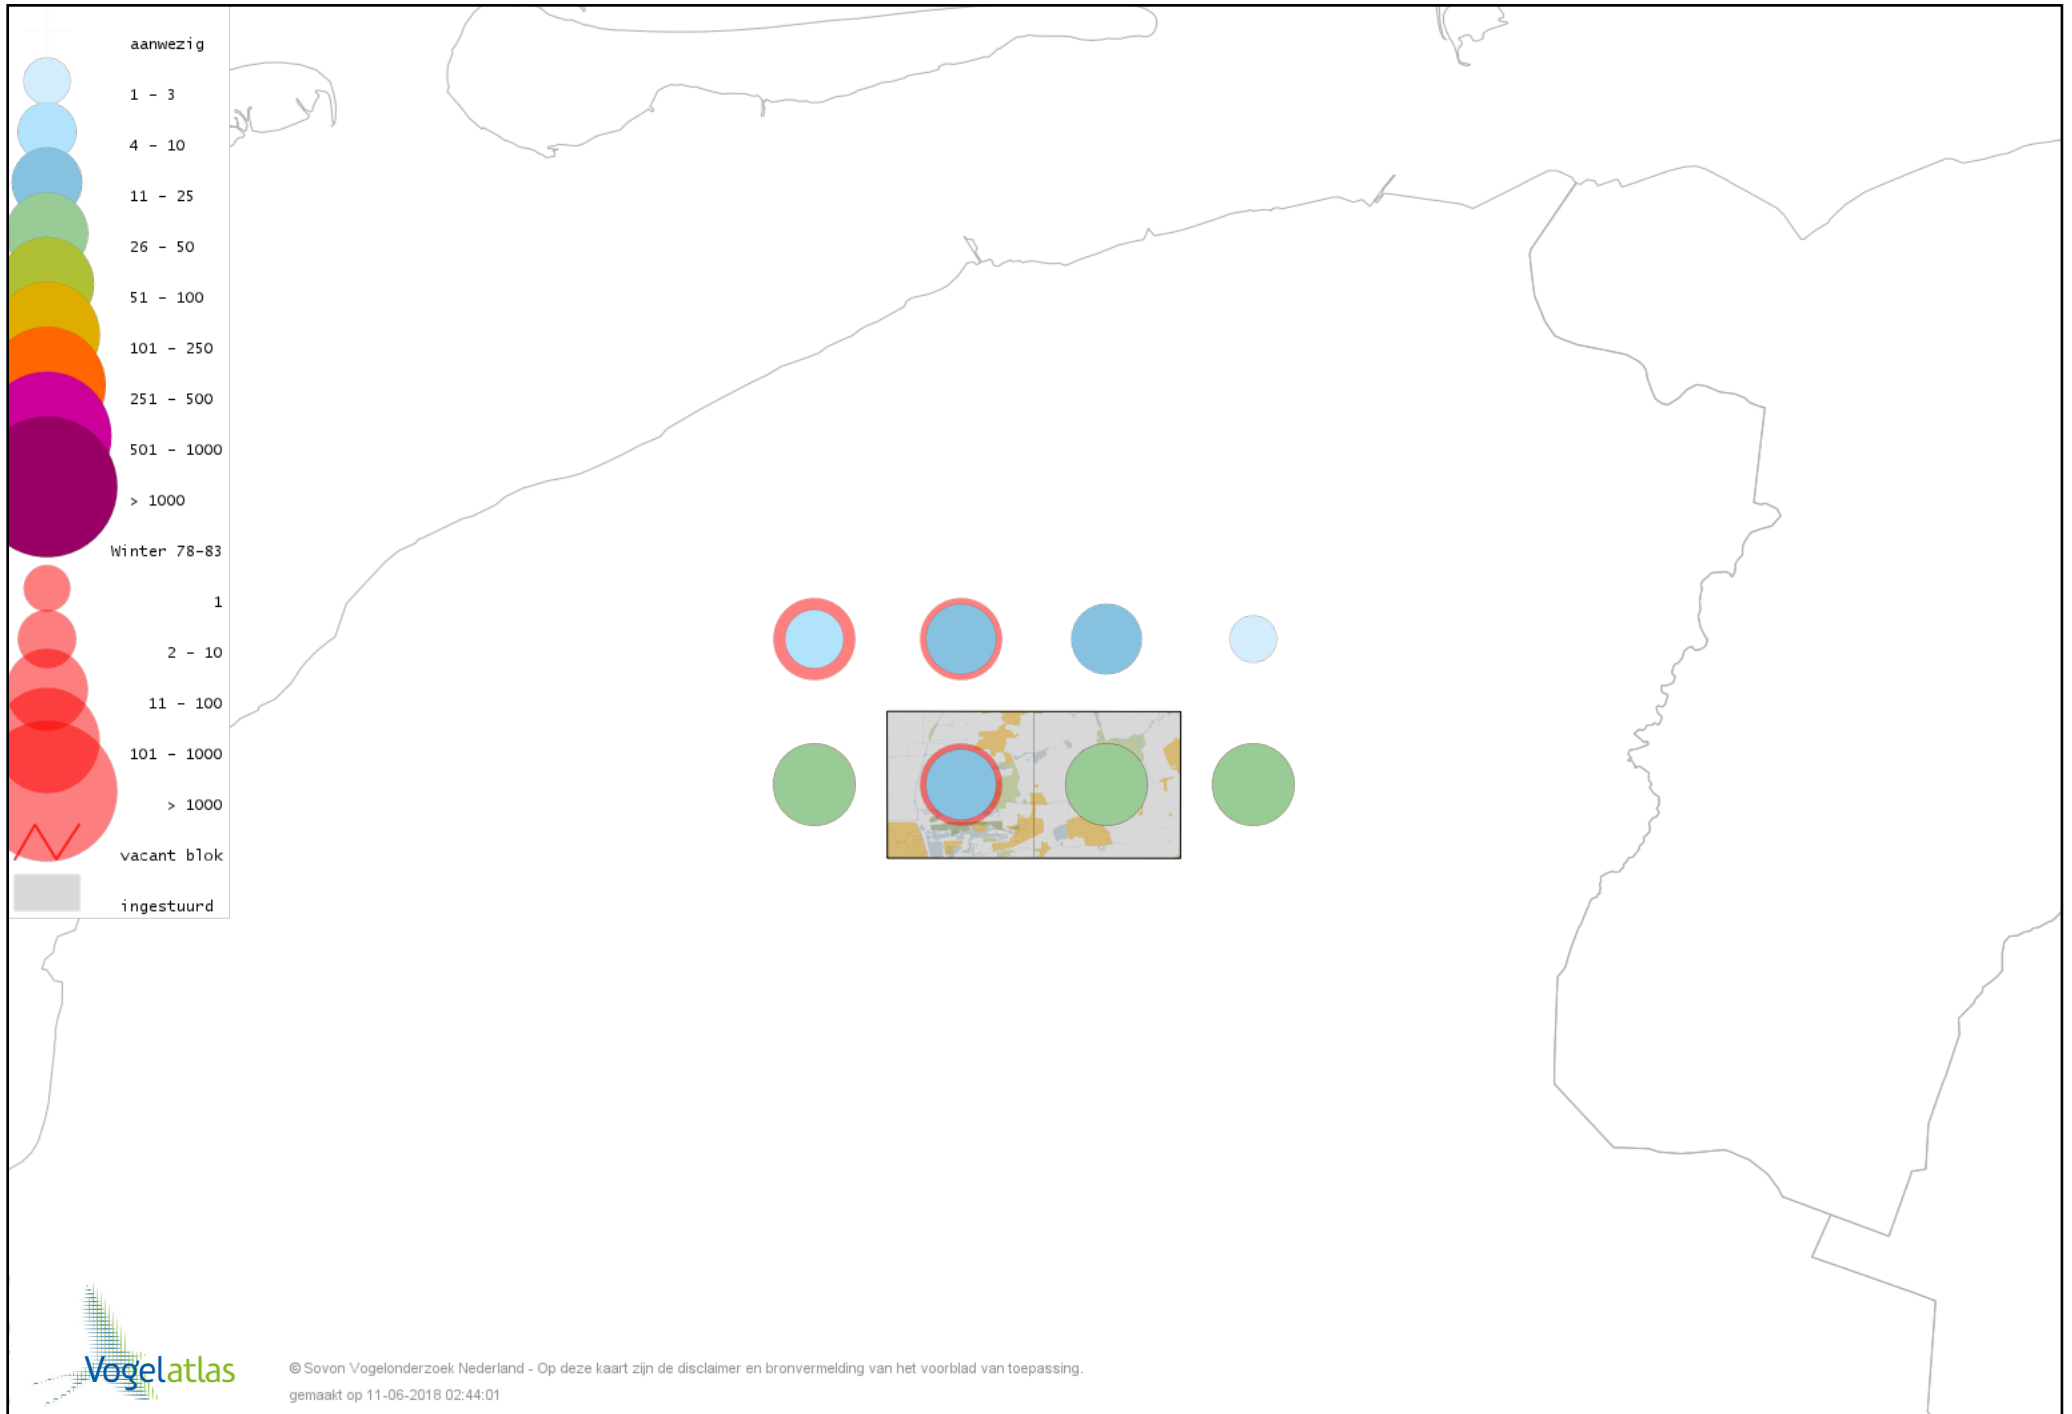 aanwezig
1 - 3
4 - 10
11 - 25
26 - 50
51 - 100
101 - 250
251 - 500
501 - 1000
> 1000
Winter 78-83
1
2 - 10
11 - 100
101 - 1000
> 1000
vacant blok
ingestuurd
Vogelatlas
© Sovon Vogelonderzoek Nederland - Op deze kaart zijn de disclaimer en bronvermelding van het voorblad van toepassing.
gemaakt op 11-06-2018 02:44:01